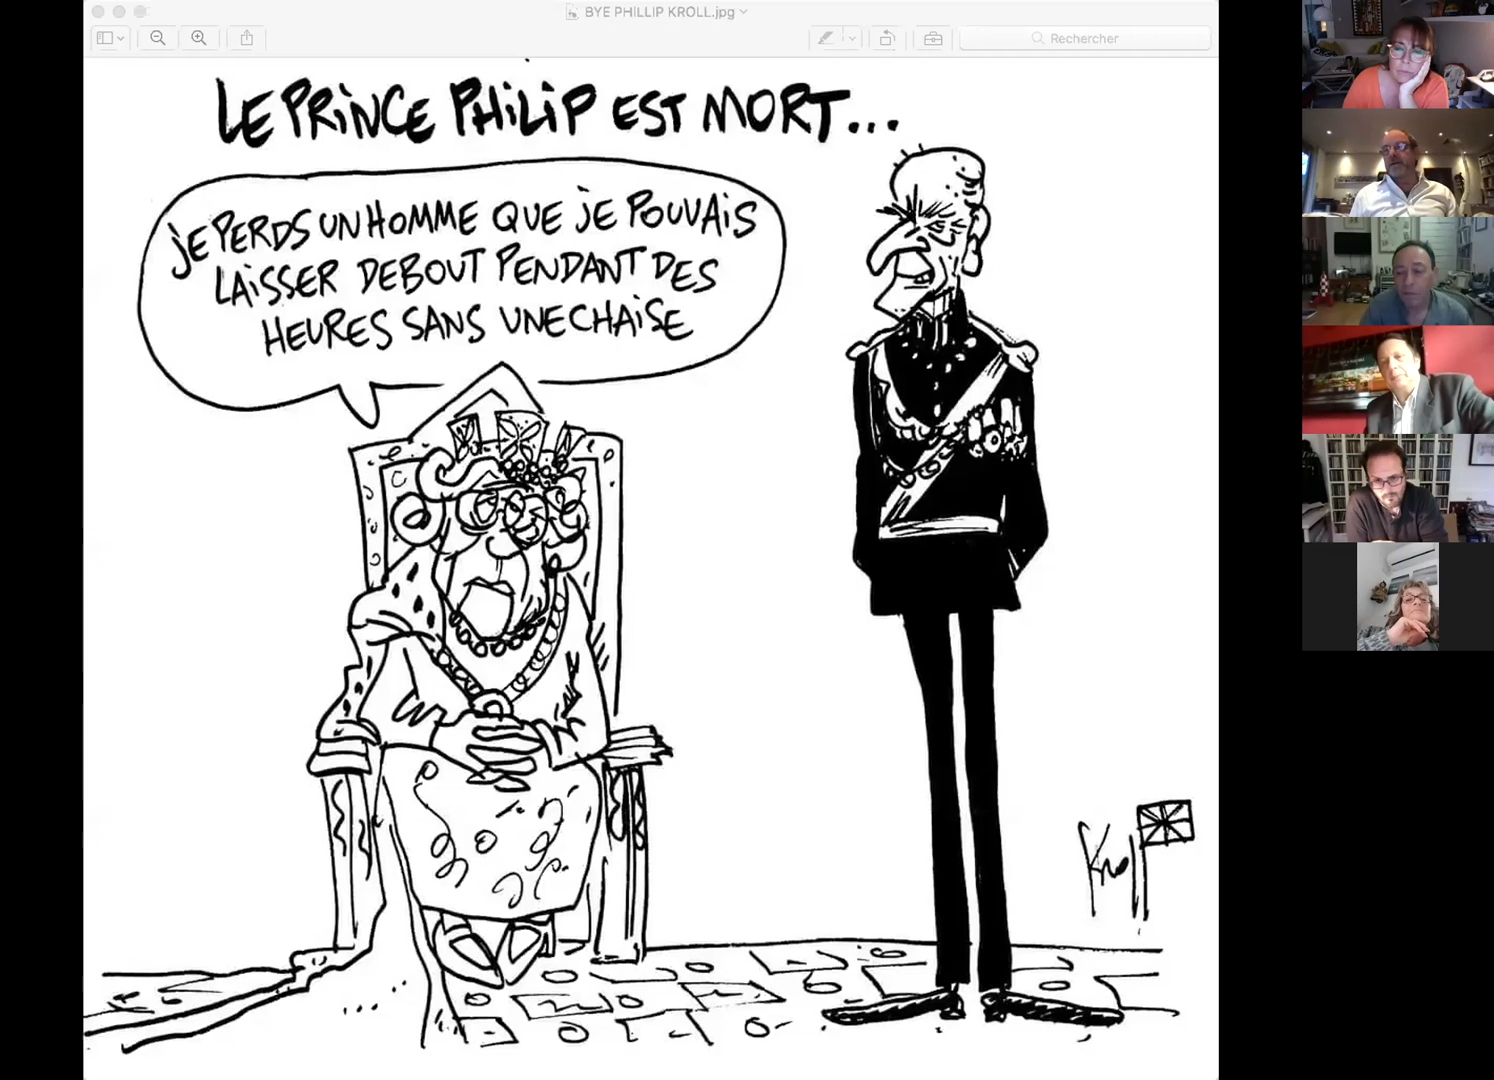 BYE PHILLIP KROLL.jpg
Rechercher
LE PRINCE PHILIP EST MORT...
JE PERDS UN HOMME QUE JE POUVAIS
LAISSER DEBOUT PENDANT DES
HEURES SANS UNE CHAISE
Kroll